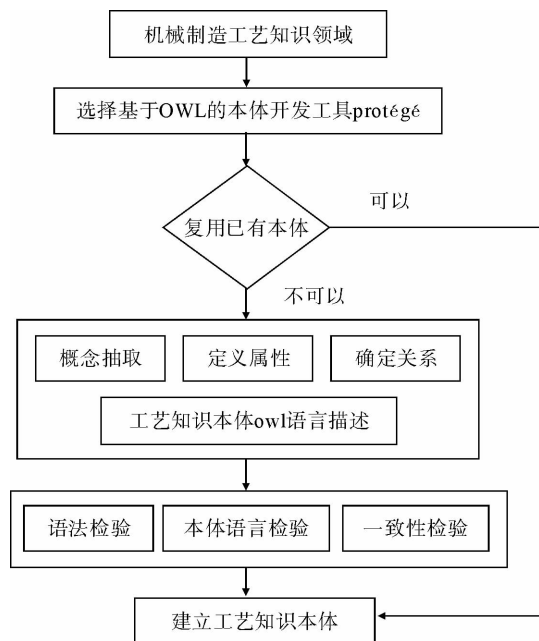 机械制造工艺知识领域
选择基于OWL的本体开发工具protégé
复用已有本体
可以
不可以
概念抽取
定义属性
确定关系
工艺知识本体owl语言描述
语法检验
本体语言检验
一致性检验
建立工艺知识本体